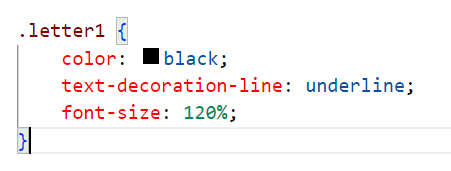 .letter1 {
    color: black;
    text-decoration-line: underline;
    font-size: 120%;
}